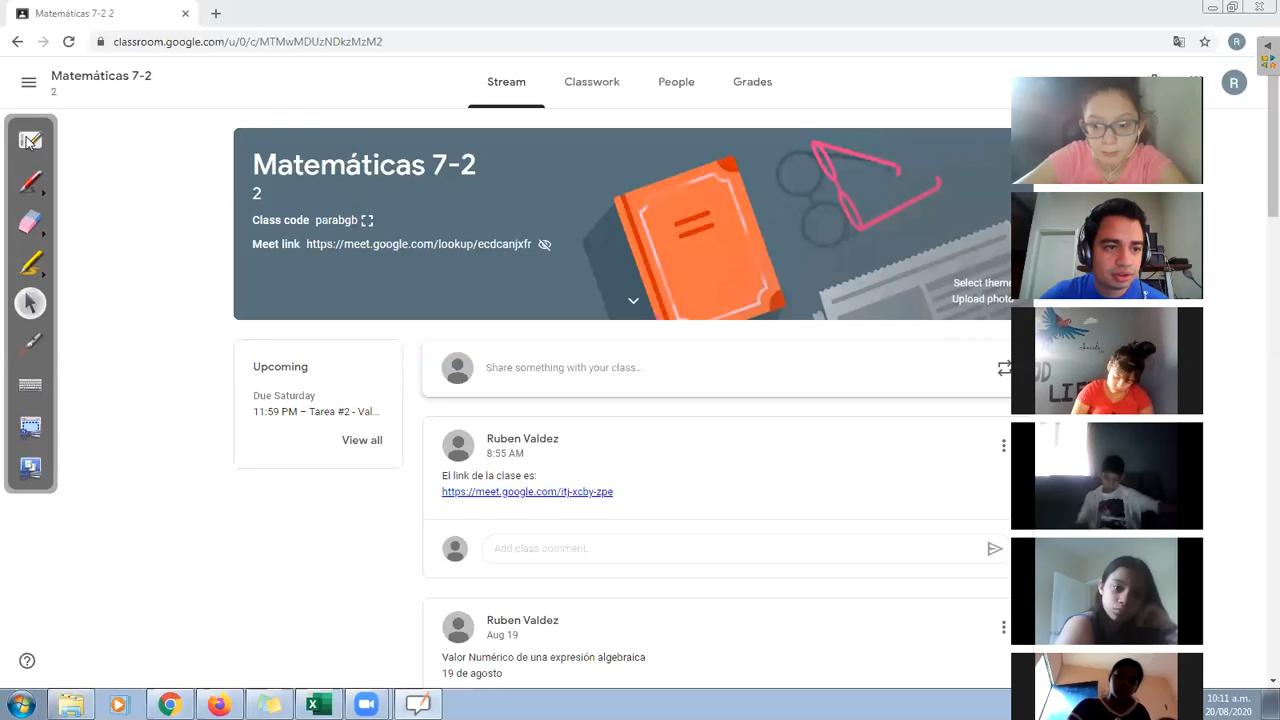 Matemáticas 7-2 2
classroom.google.com/u/0/c/MTMwMDUzNDkzMzM2
R
Matemáticas 7-2
2
Stream
Classwork
People
Grades
R
Matemáticas 7-2
2
Class code parabgb
Meet link https://meet.google.com/lookup/ecdcanjxfr
Select theme
Upload photo
Upcoming
Due Saturday
11:59 PM – Tarea #2 - Val...
View all
Share something with your class...
Ruben Valdez
8:55 AM
El link de la clase es:
https://meet.google.com/itj-xcby-zpe
Add class comment.
Ruben Valdez
Aug 19
Valor Numérico de una expresión algebraica
19 de agosto
10:11 a.m.
20/08/2020